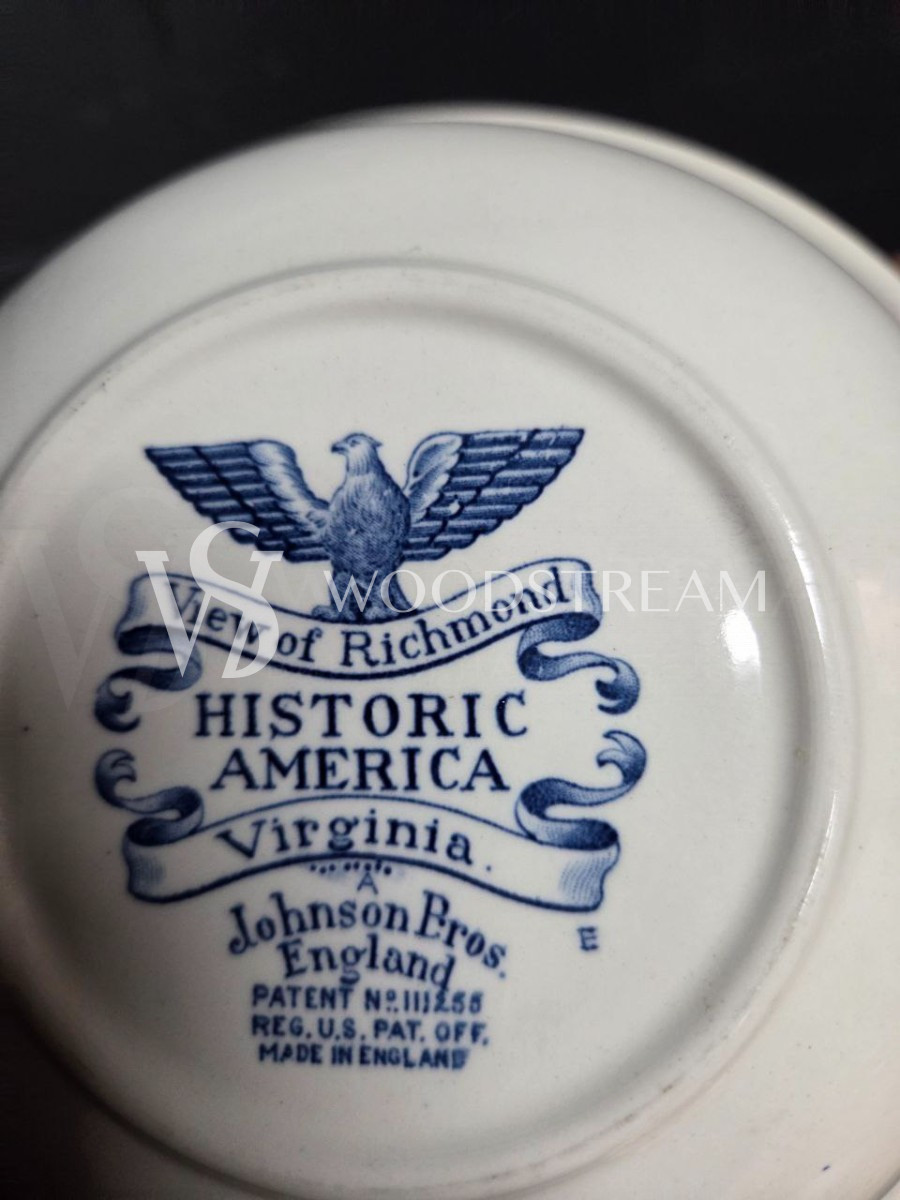 View of Richmond
WS WOODSTREAM
HISTORIC
AMERICA
Virginia.
A
Johnson Bros.
England
E
PATENT Nº. 111255
REG. U.S. PAT. OFF.
MADE IN ENGLAND